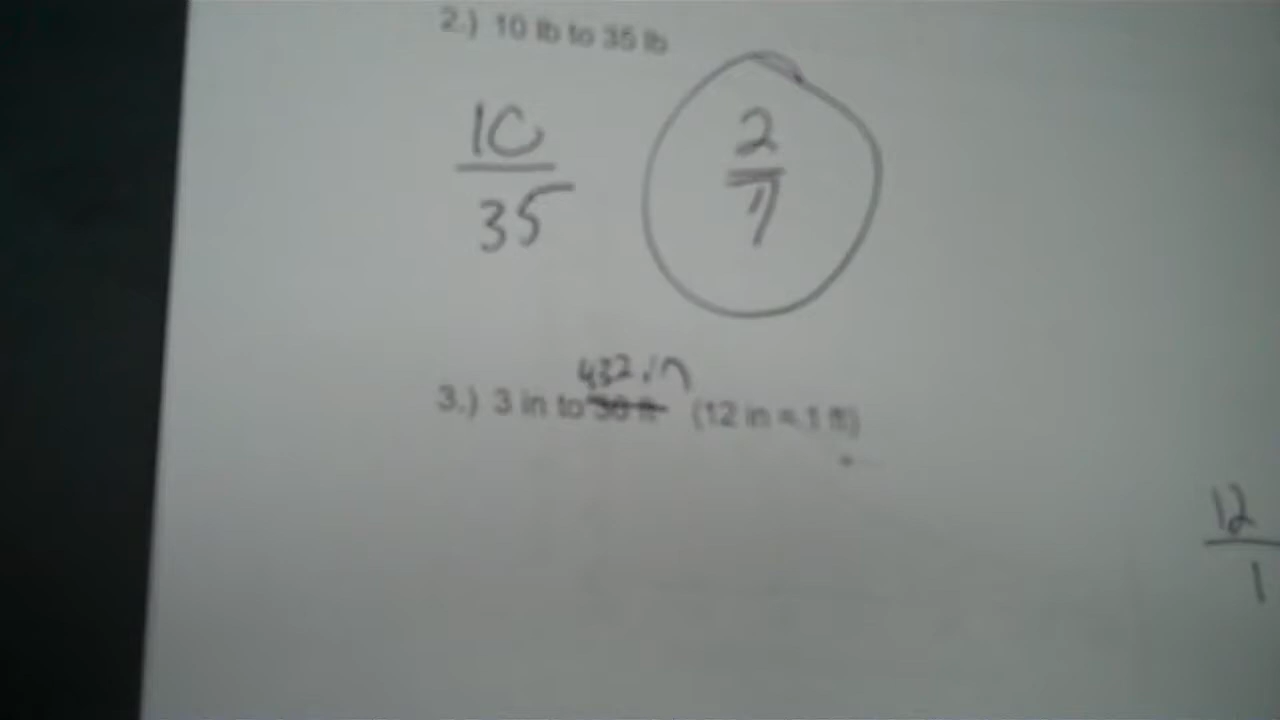 2.) 10 lb to 35 lb
10
35
2
7
432 in
3.) 3 in to 36 ft (12 in = 1 ft)
12
1